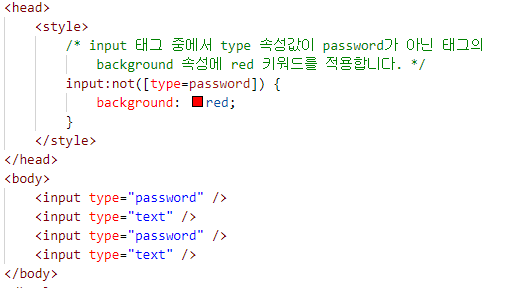 <head>
<style>
/* input 태그 중에서 type 속성값이 password가 아닌 태그의
background 속성에 red 키워드를 적용합니다. */
input:not([type=password]) {
background: red;
}
</style>
</head>
<body>
<input type="password" />
<input type="text" />
<input type="password" />
<input type="text" />
</body>